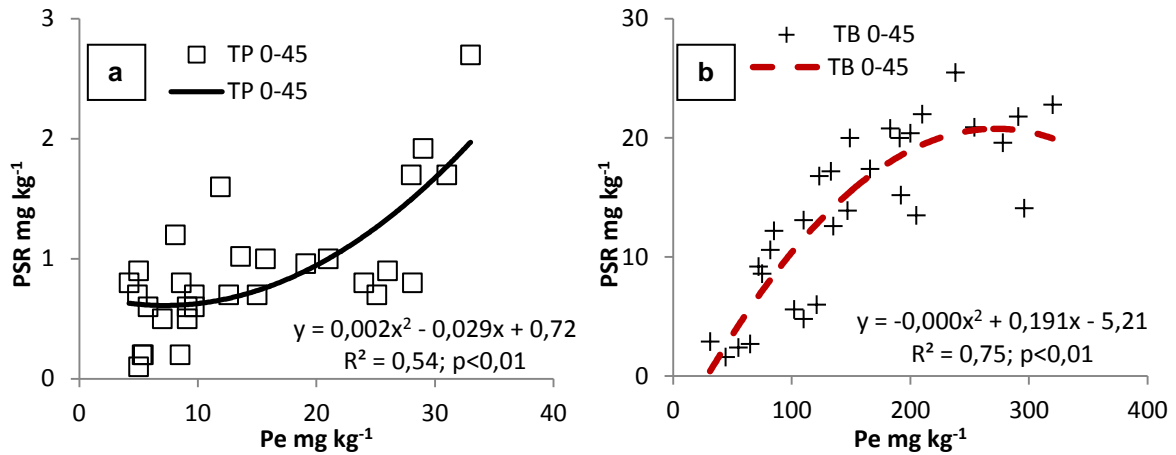 a
TP 0-45
TP 0-45
y = 0,002x² - 0,029x + 0,72
R² = 0,54; p<0,01
PSR mg kg⁻¹
3
2
1
0
0 10 20 30 40
Pe mg kg⁻¹
b
TB 0-45
TB 0-45
y = -0,000x² + 0,191x - 5,21
R² = 0,75; p<0,01
PSR mg kg⁻¹
30
20
10
0
0 100 200 300 400
Pe mg kg⁻¹